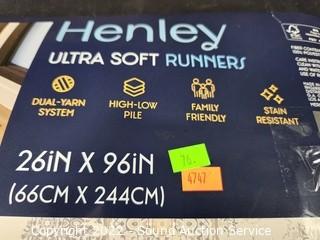 Henley
ULTRA SOFT RUNNERS
DUAL-YARN
SYSTEM
HIGH-LOW
PILE
FAMILY
FRIENDLY
STAIN
RESISTANT
26iN X 96iN
(66CM X 244CM)
76.
4747
FSC
Copyright 2022 - Sound Auction Service